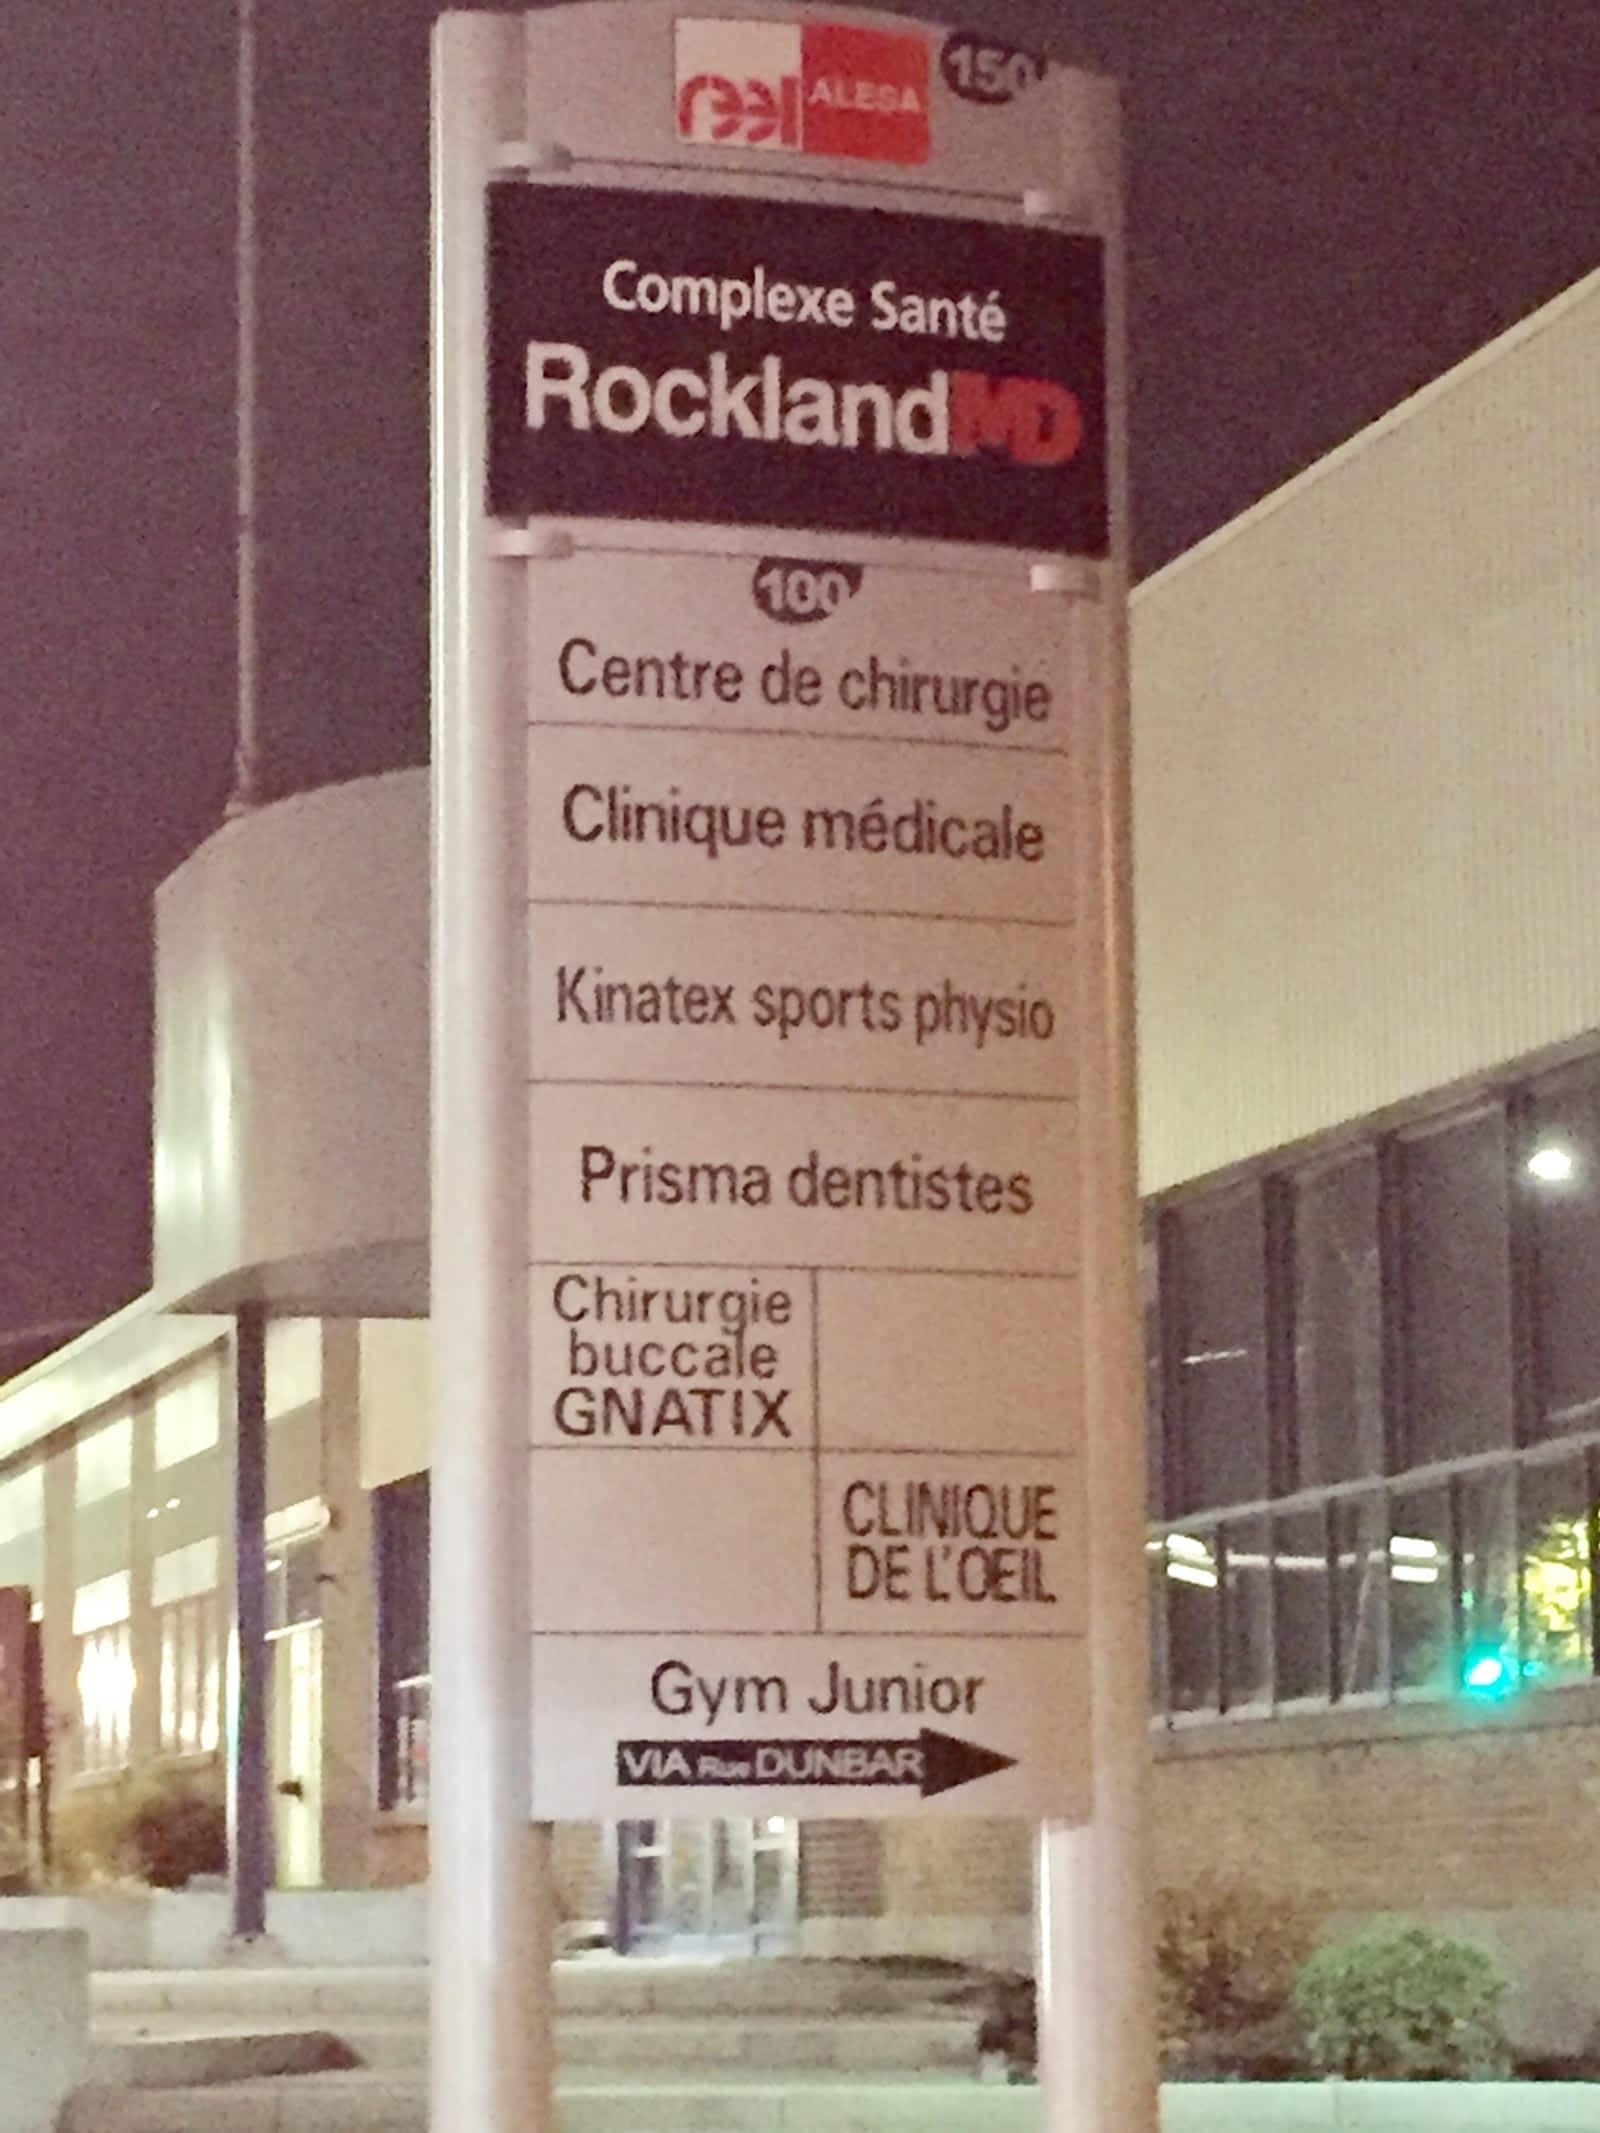 reel ALESA 150
Complexe Santé
RocklandMD
100
Centre de chirurgie
Clinique médicale
Kinatex sports physio
Prisma dentistes
Chirurgie
buccale
GNATIX
CLINIQUE
DE L'OEIL
Gym Junior
VIA Rue DUNBAR